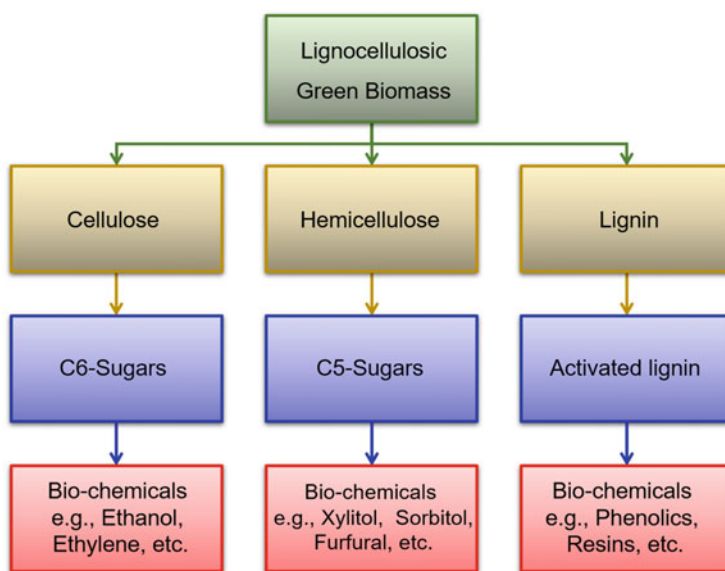 Lignocellulosic
Green Biomass
Cellulose
Hemicellulose
Lignin
C6-Sugars
C5-Sugars
Activated lignin
Bio-chemicals
e.g., Ethanol,
Ethylene, etc.
Bio-chemicals
e.g., Xylitol, Sorbitol,
Furfural, etc.
Bio-chemicals
e.g., Phenolics,
Resins, etc.